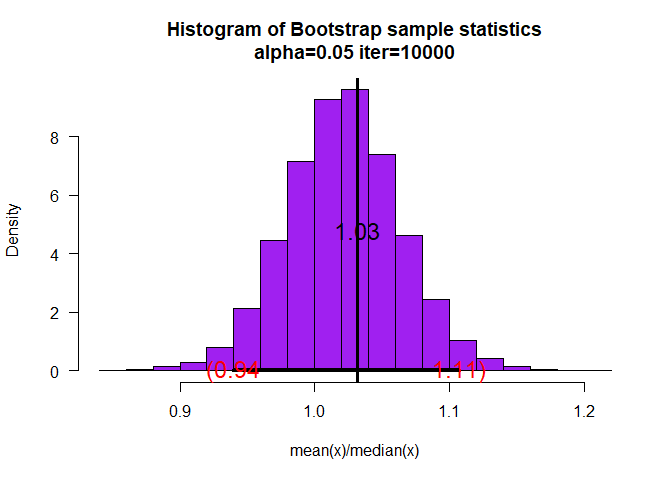 Histogram of Bootstrap sample statistics
alpha=0.05 iter=10000
Density
8
6
4
2
0
1.03
(0.94 1.11)
0.9 1.0 1.1 1.2
mean(x)/median(x)